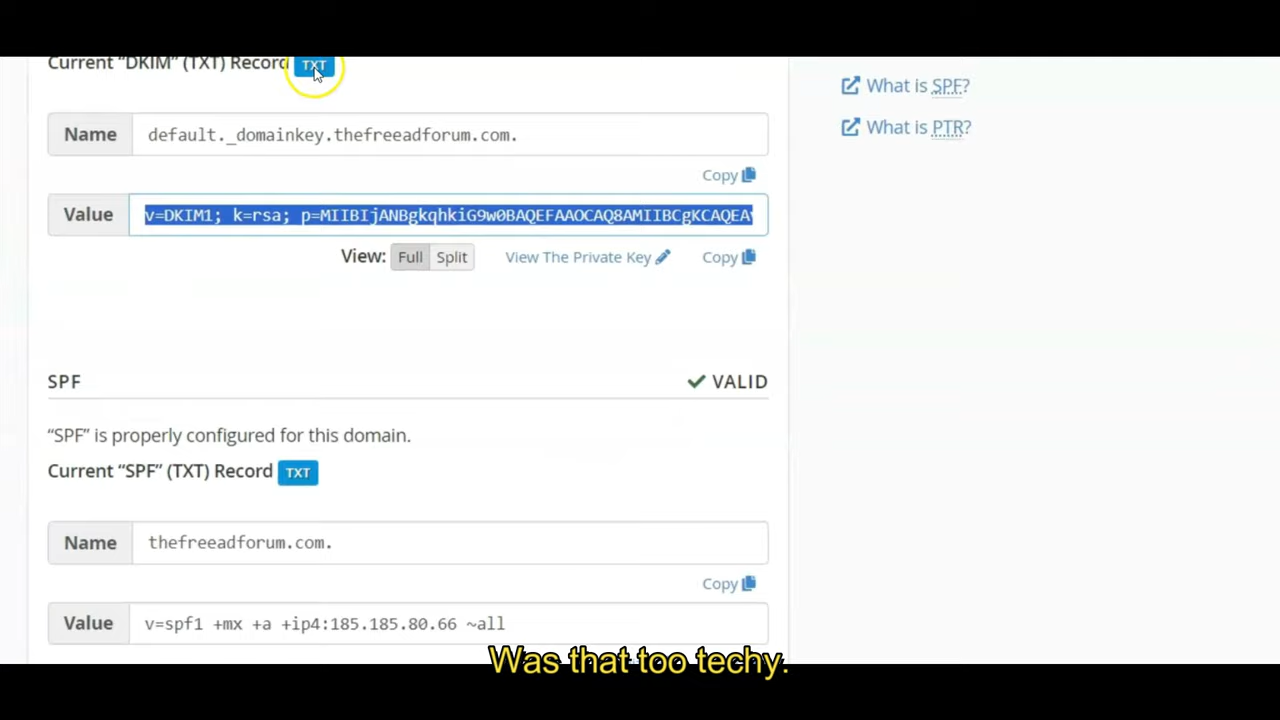 Current “DKIM” (TXT) Record TXT
What is SPF?
Name default._domainkey.thefreeadforum.com.
What is PTR?
Copy
Value v=DKIM1; k=rsa; p=MIIBIjANBgkqhkiG9w0BAQEFAAOCAQ8AMIIBCgKCAQEA
View: Full Split View The Private Key Copy
SPF VALID
“SPF” is properly configured for this domain.
Current “SPF” (TXT) Record TXT
Name thefreeadforum.com.
Copy
Value v=spf1 +mx +a +ip4:185.185.80.66 ~all
Was that too techy.